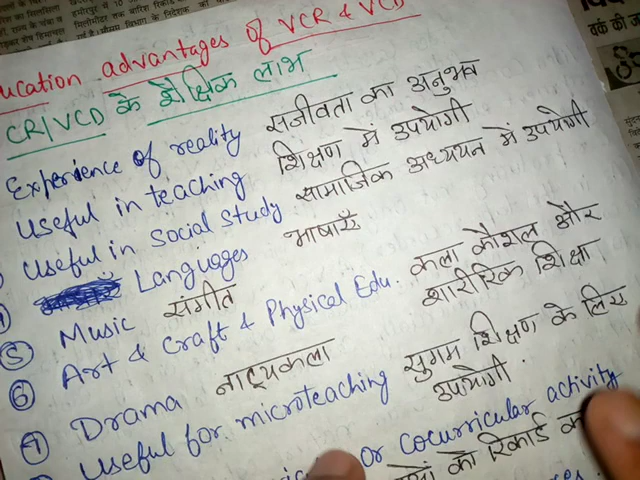 ucation advantages of VCR & VCD
CR/VCD के शैक्षिक लाभ
Experience of reality सजीवता का अनुभव
Useful in teaching शिक्षण में उपयोगी
Useful in Social Study सामाजिक अध्ययन में उपयोगी
Languages भाषाएँ
⑤ Music संगीत
⑥ Art & Craft & Physical Edu. कला कौशल और
शारीरिक शिक्षा
⑦ Drama नाट्यकला
Useful for microteaching सुगम शिक्षण के लिए
उपयोगी.
or cocurricular activity
को रिकार्ड